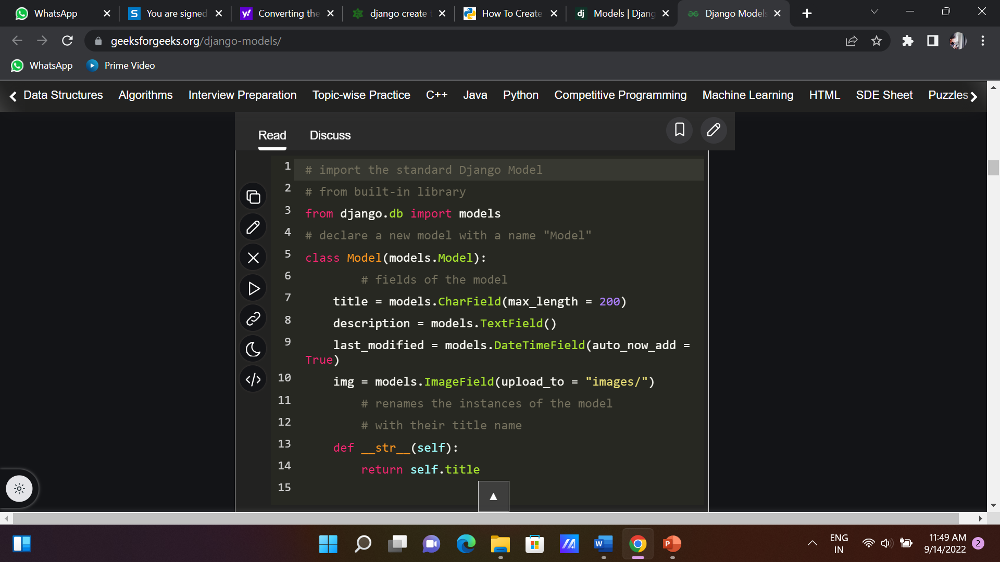 WhatsApp
You are signed
Converting the
django create
How To Create
Models | Djang
Django Models
geeksforgeeks.org/django-models/
WhatsApp
Prime Video
Data Structures
Algorithms
Interview Preparation
Topic-wise Practice
C++
Java
Python
Competitive Programming
Machine Learning
HTML
SDE Sheet
Puzzles
Read
Discuss
1 # import the standard Django Model
2 # from built-in library
3 from django.db import models
4 # declare a new model with a name "Model"
5 class Model(models.Model):
6 # fields of the model
7 title = models.CharField(max_length = 200)
8 description = models.TextField()
9 last_modified = models.DateTimeField(auto_now_add =
True)
10 img = models.ImageField(upload_to = "images/")
11 # renames the instances of the model
12 # with their title name
13 def __str__(self):
14 return self.title
15
ENG
IN
11:49 AM
9/14/2022
2